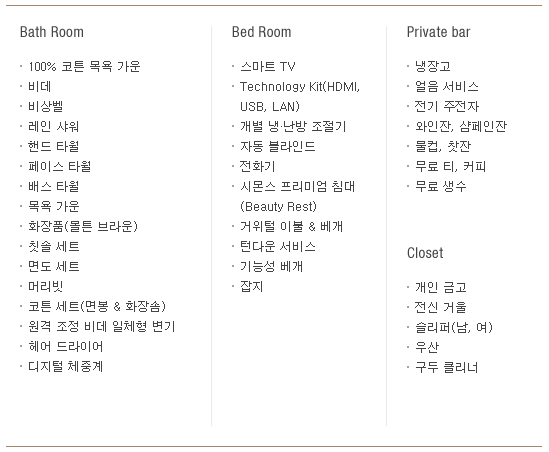 Bath Room
· 100% 코튼 목욕 가운
· 비데
· 비상벨
· 레인 샤워
· 핸드 타월
· 페이스 타월
· 배스 타월
· 목욕 가운
· 화장품(몰튼 브라운)
· 칫솔 세트
· 면도 세트
· 머리빗
· 코튼 세트(면봉 & 화장솜)
· 원격 조정 비데 일체형 변기
· 헤어 드라이어
· 디지털 체중계
Bed Room
· 스마트 TV
· Technology Kit(HDMI,
USB, LAN)
· 개별 냉·난방 조절기
· 자동 블라인드
· 전화기
· 시몬스 프리미엄 침대
(Beauty Rest)
· 거위털 이불 & 베개
· 턴다운 서비스
· 기능성 베개
· 잡지
Private bar
· 냉장고
· 얼음 서비스
· 전기 주전자
· 와인잔, 샴페인잔
· 물컵, 찻잔
· 무료 티, 커피
· 무료 생수
Closet
· 개인 금고
· 전신 거울
· 슬리퍼(남, 여)
· 우산
· 구두 클리너